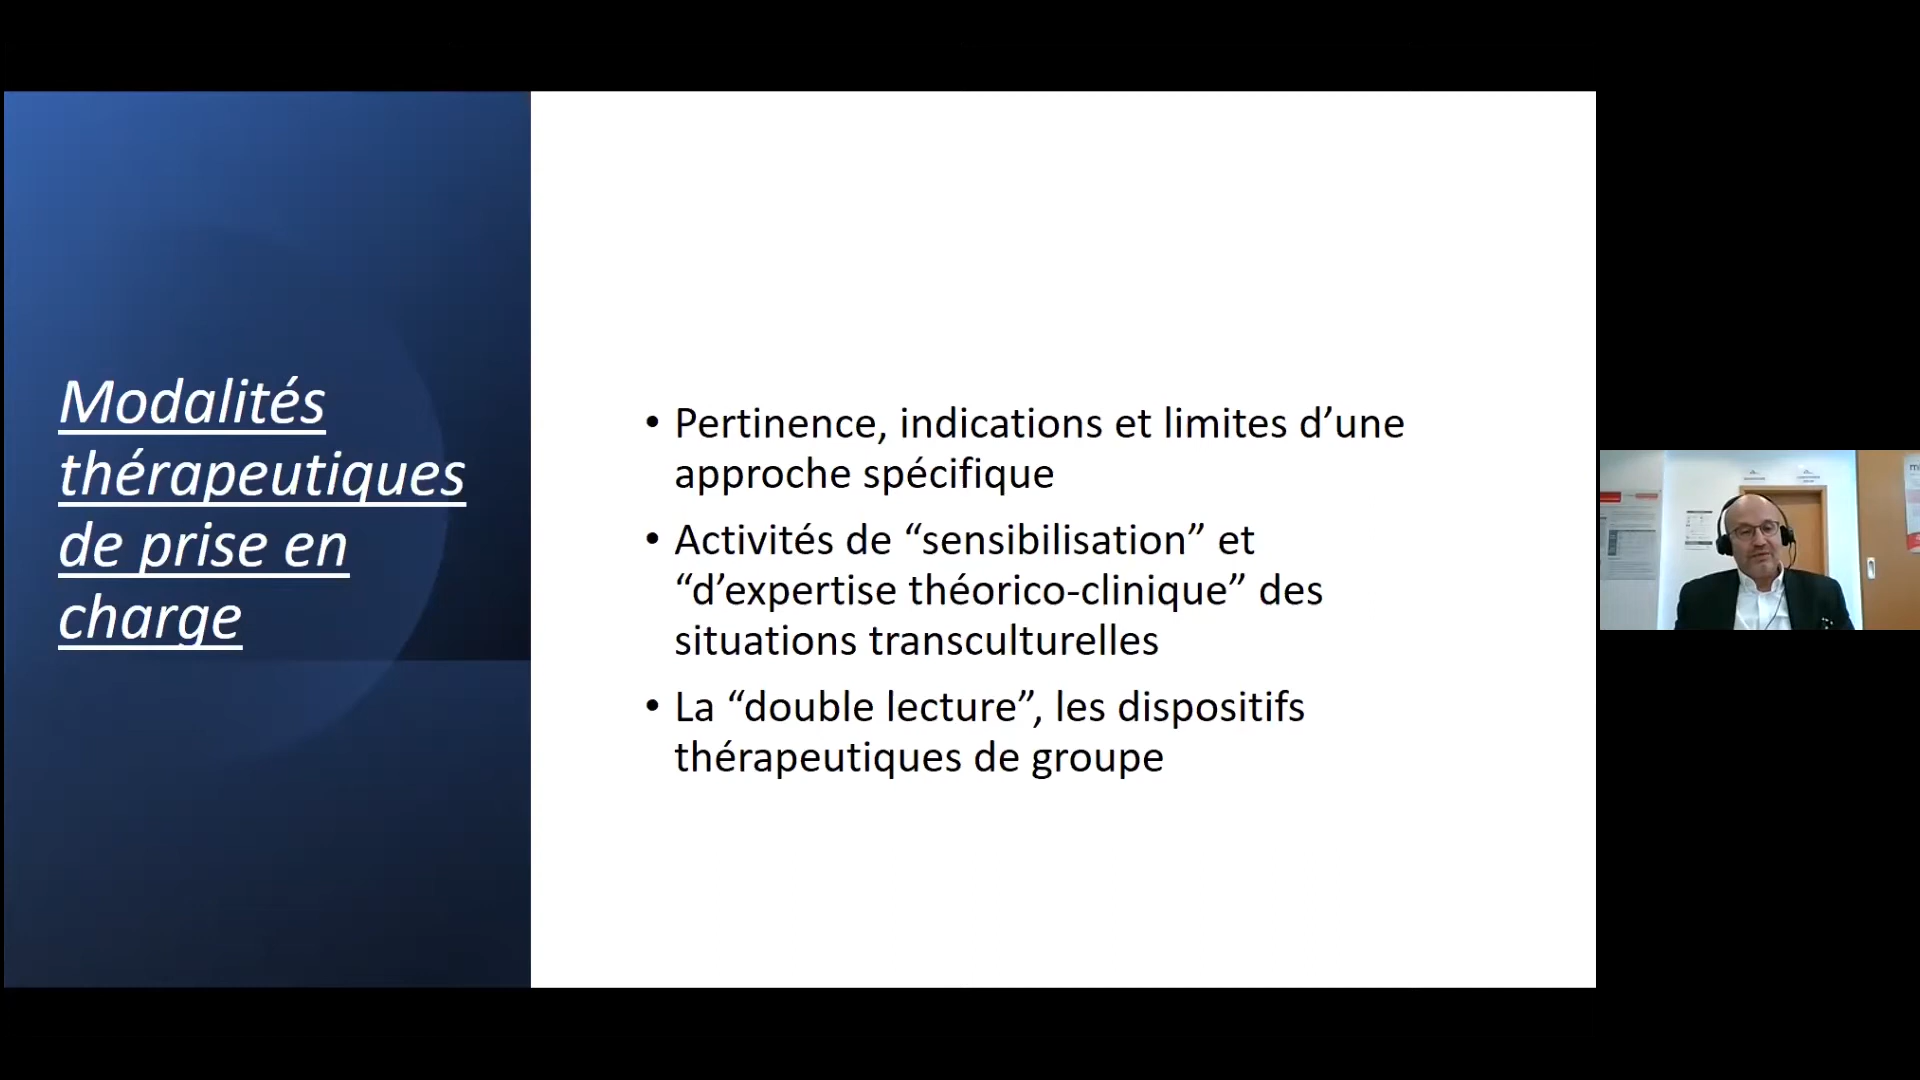 Modalités
thérapeutiques
de prise en
charge
• Pertinence, indications et limites d’une
approche spécifique
• Activités de “sensibilisation” et
“d’expertise théorico-clinique” des
situations transculturelles
• La “double lecture”, les dispositifs
thérapeutiques de groupe